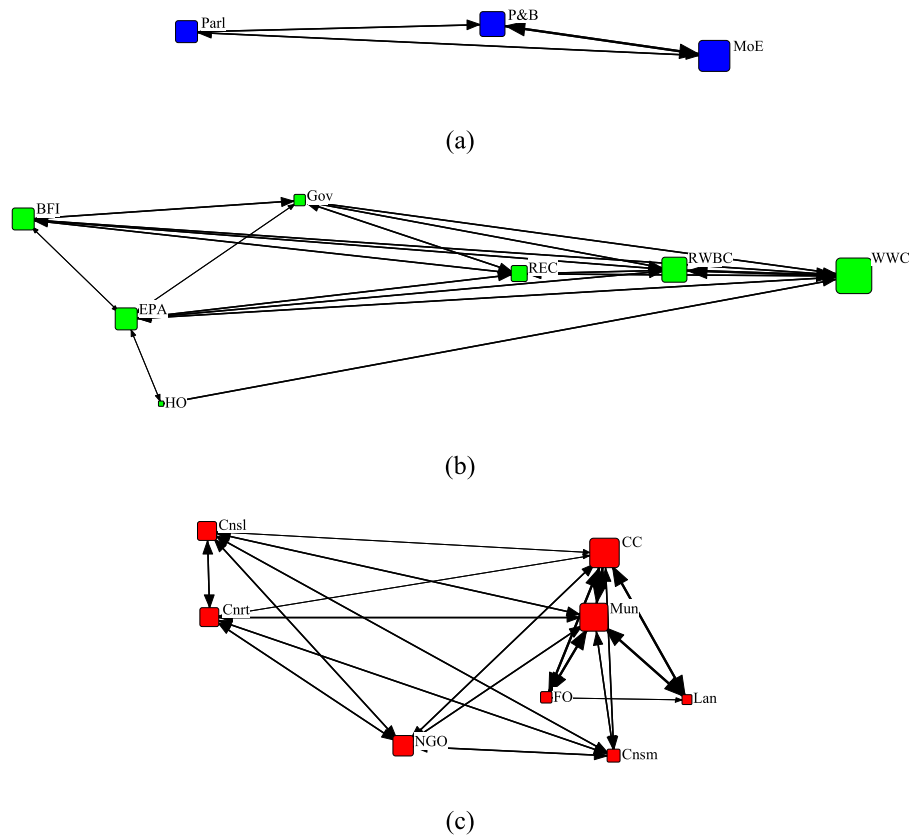 Parl
P&B
MoE
(a)
BFI
Gov
REC
RWBC
WWC
EPA
HO
(b)
Cnsl
CC
Cnrt
Mun
FO
Lan
NGO
Cnsm
(c)